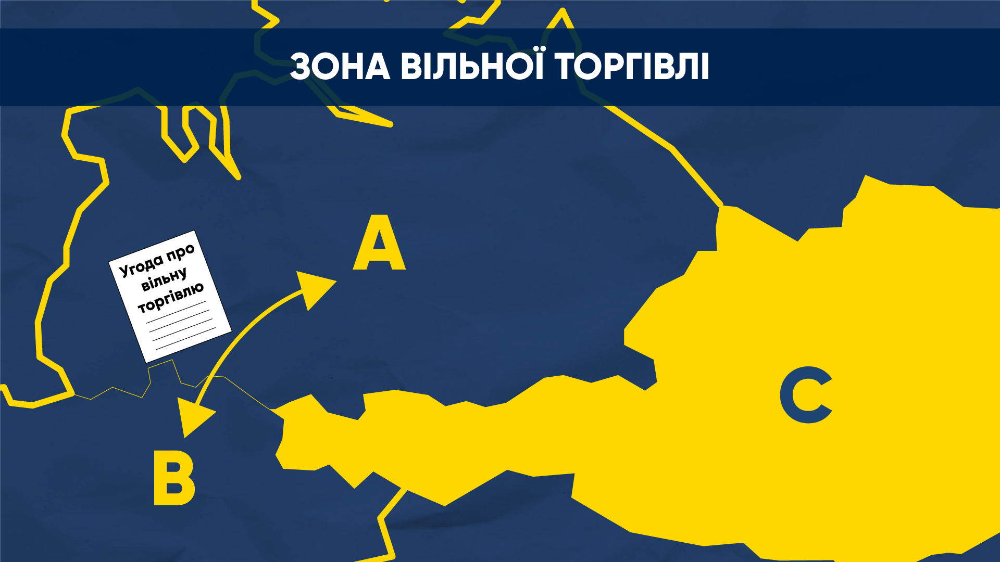 ЗОНА ВІЛЬНОЇ ТОРГІВЛІ
A
Угода про
вільну
торгівлю
C
B